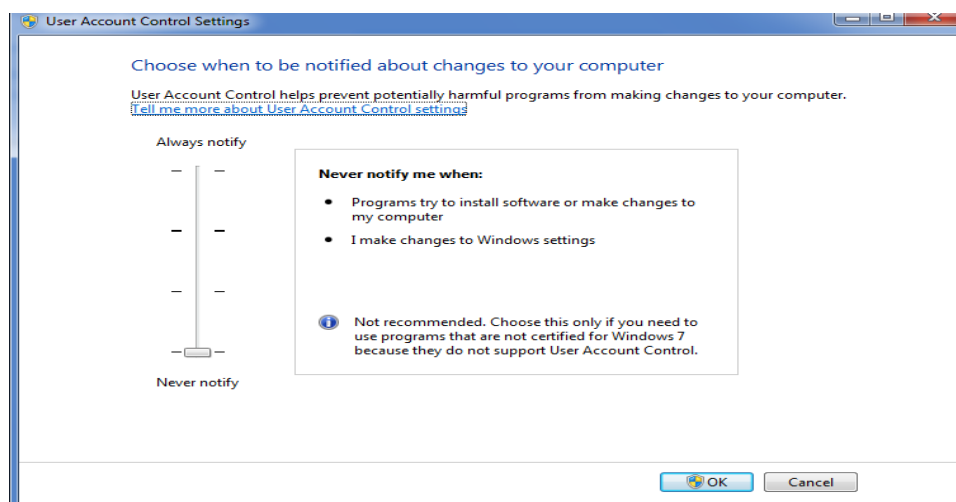 User Account Control Settings
Choose when to be notified about changes to your computer
User Account Control helps prevent potentially harmful programs from making changes to your computer.
Tell me more about User Account Control settings
Always notify
Never notify me when:
• Programs try to install software or make changes to
my computer
• I make changes to Windows settings
Not recommended. Choose this only if you need to
use programs that are not certified for Windows 7
because they do not support User Account Control.
Never notify
OK Cancel